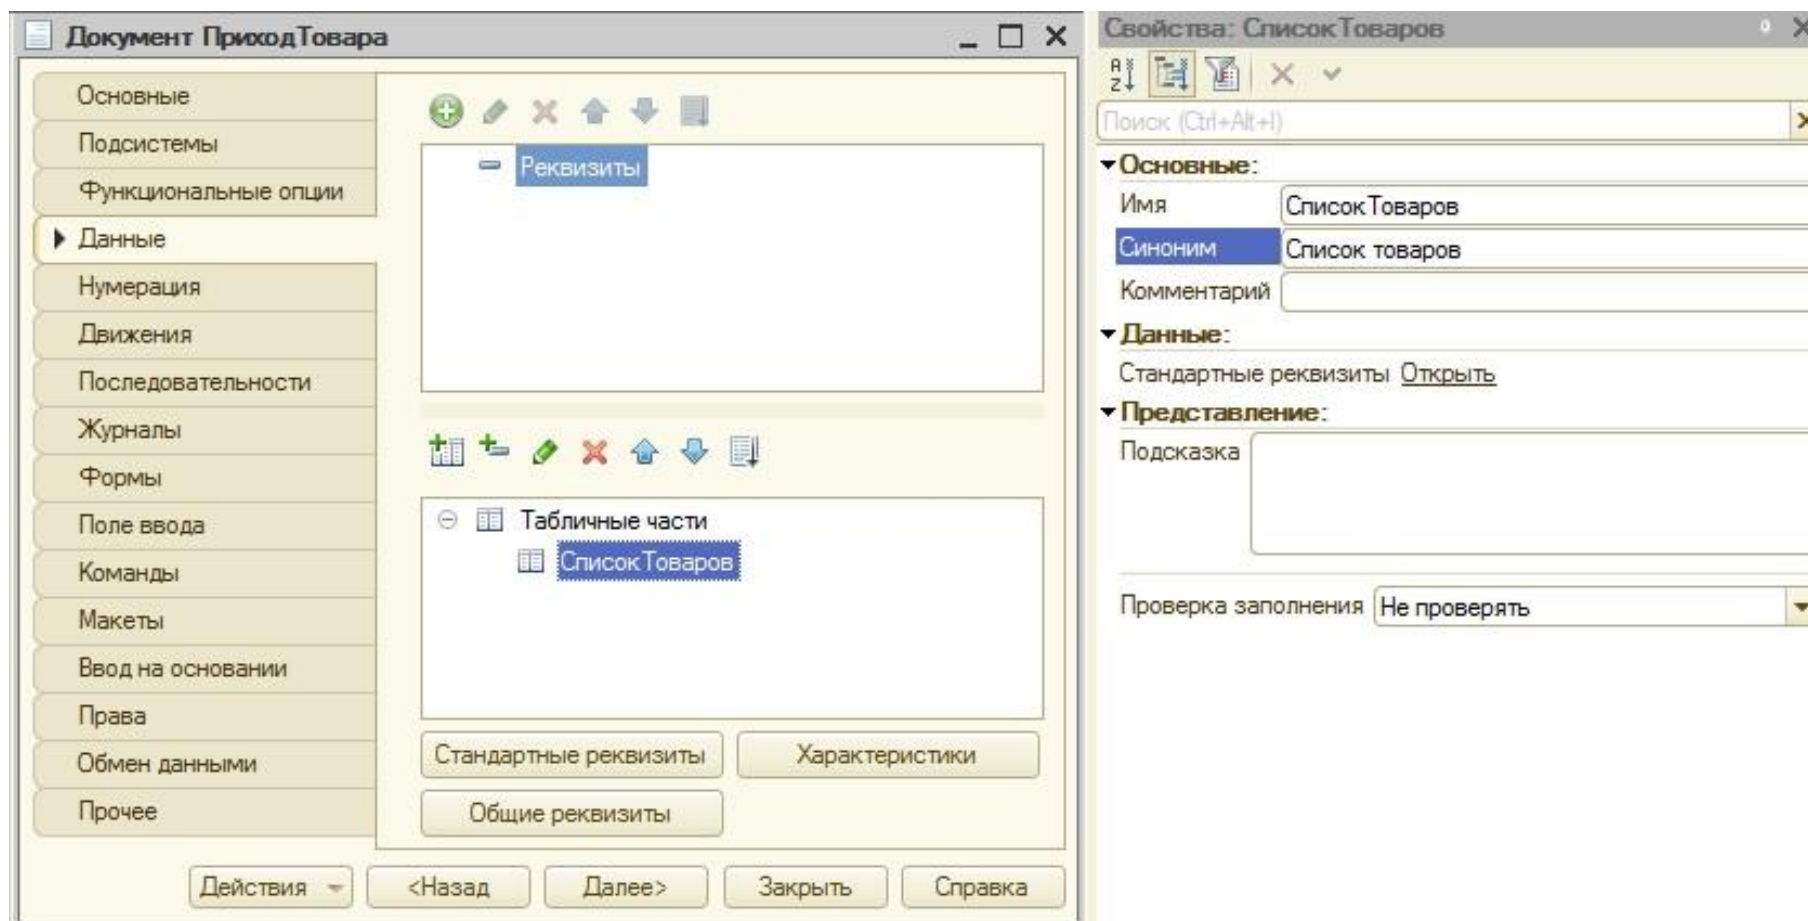 Документ ПриходТовара
Основные
Подсистемы
Функциональные опции
Данные
Нумерация
Движения
Последовательности
Журналы
Формы
Поле ввода
Команды
Макеты
Ввод на основании
Права
Обмен данными
Прочее
Реквизиты
Табличные части
СписокТоваров
Стандартные реквизиты
Характеристики
Общие реквизиты
Действия
<Назад
Далее>
Закрыть
Справка
Свойства: СписокТоваров
Поиск (Ctrl+Alt+I)
Основные:
Имя СписокТоваров
Синоним Список товаров
Комментарий
Данные:
Стандартные реквизиты Открыть
Представление:
Подсказка
Проверка заполнения Не проверять